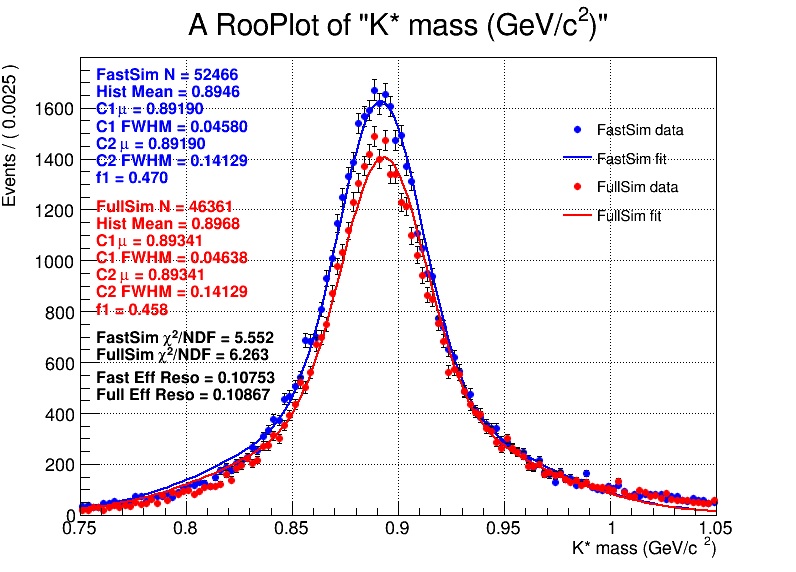 A RooPlot of "K* mass (GeV/c²)"
Events / ( 0.0025 )
FastSim N = 52466
Hist Mean = 0.8946
C1 μ = 0.89190
C1 FWHM = 0.04580
C2 μ = 0.89190
C2 FWHM = 0.14129
f1 = 0.470
FullSim N = 46361
Hist Mean = 0.8968
C1 μ = 0.89341
C1 FWHM = 0.04638
C2 μ = 0.89341
C2 FWHM = 0.14129
f1 = 0.458
FastSim χ²/NDF = 5.552
FullSim χ²/NDF = 6.263
Fast Eff Reso = 0.10753
Full Eff Reso = 0.10867
FastSim data
FastSim fit
FullSim data
FullSim fit
1600
1400
1200
1000
800
600
400
200
0
0.75 0.8 0.85 0.9 0.95 1 1.05
K* mass (GeV/c ²)